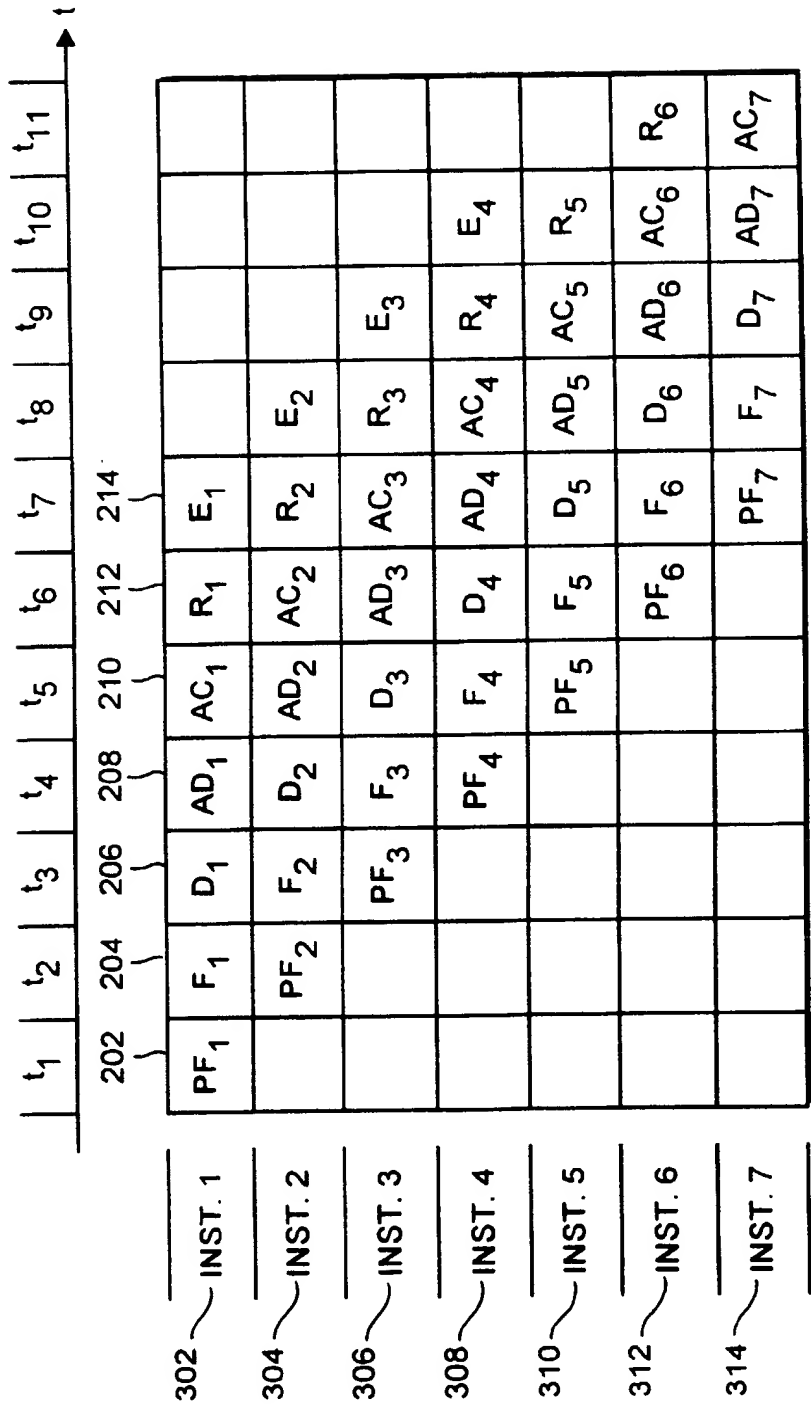 t₁ t₂ t₃ t₄ t₅ t₆ t₇ t₈ t₉ t₁₀ t₁₁ t
202 204 206 208 210 212 214
302 INST. 1 PF₁ F₁ D₁ AD₁ AC₁ R₁ E₁
304 INST. 2 PF₂ F₂ D₂ AD₂ AC₂ R₂ E₂
306 INST. 3 PF₃ F₃ D₃ AD₃ AC₃ R₃ E₃
308 INST. 4 PF₄ F₄ D₄ AD₄ AC₄ R₄ E₄
310 INST. 5 PF₅ F₅ D₅ AD₅ AC₅ R₅
312 INST. 6 PF₆ F₆ D₆ AD₆ AC₆ R₆
314 INST. 7 PF₇ F₇ D₇ AD₇ AC₇